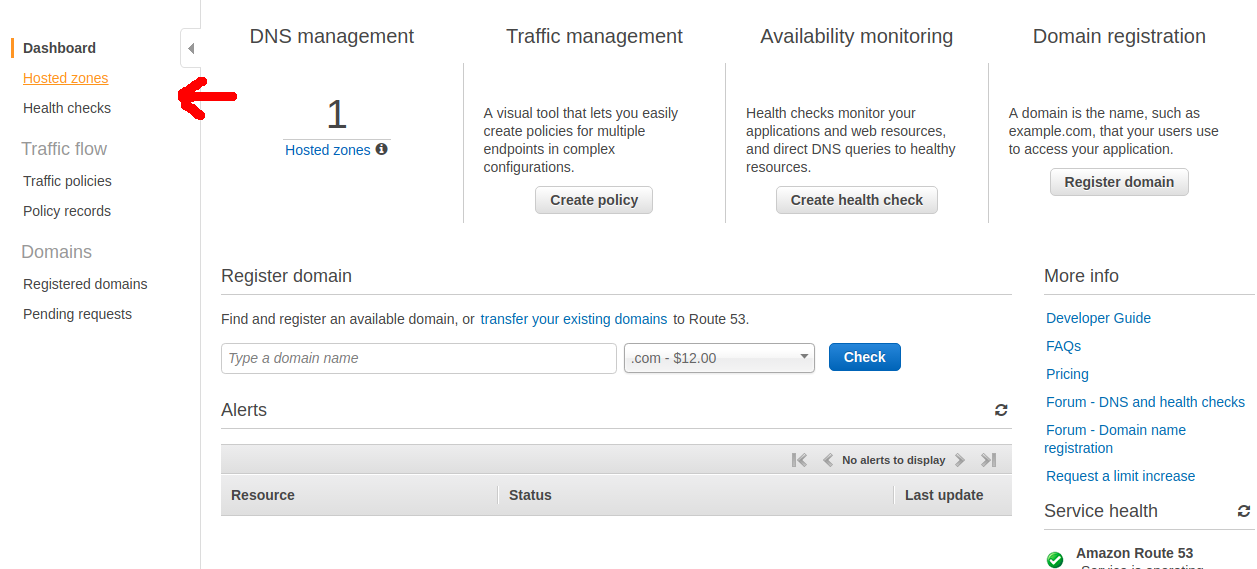 Dashboard
Hosted zones
Health checks
Traffic flow
Traffic policies
Policy records
Domains
Registered domains
Pending requests
DNS management
1
Hosted zones
Traffic management
A visual tool that lets you easily
create policies for multiple
endpoints in complex
configurations.
Create policy
Availability monitoring
Health checks monitor your
applications and web resources,
and direct DNS queries to healthy
resources.
Create health check
Domain registration
A domain is the name, such as
example.com, that your users use
to access your application.
Register domain
Register domain
Find and register an available domain, or transfer your existing domains to Route 53.
Type a domain name
.com - $12.00
Check
Alerts
No alerts to display
Resource Status Last update
More info
Developer Guide
FAQs
Pricing
Forum - DNS and health checks
Forum - Domain name
registration
Request a limit increase
Service health
Amazon Route 53
Service is operating